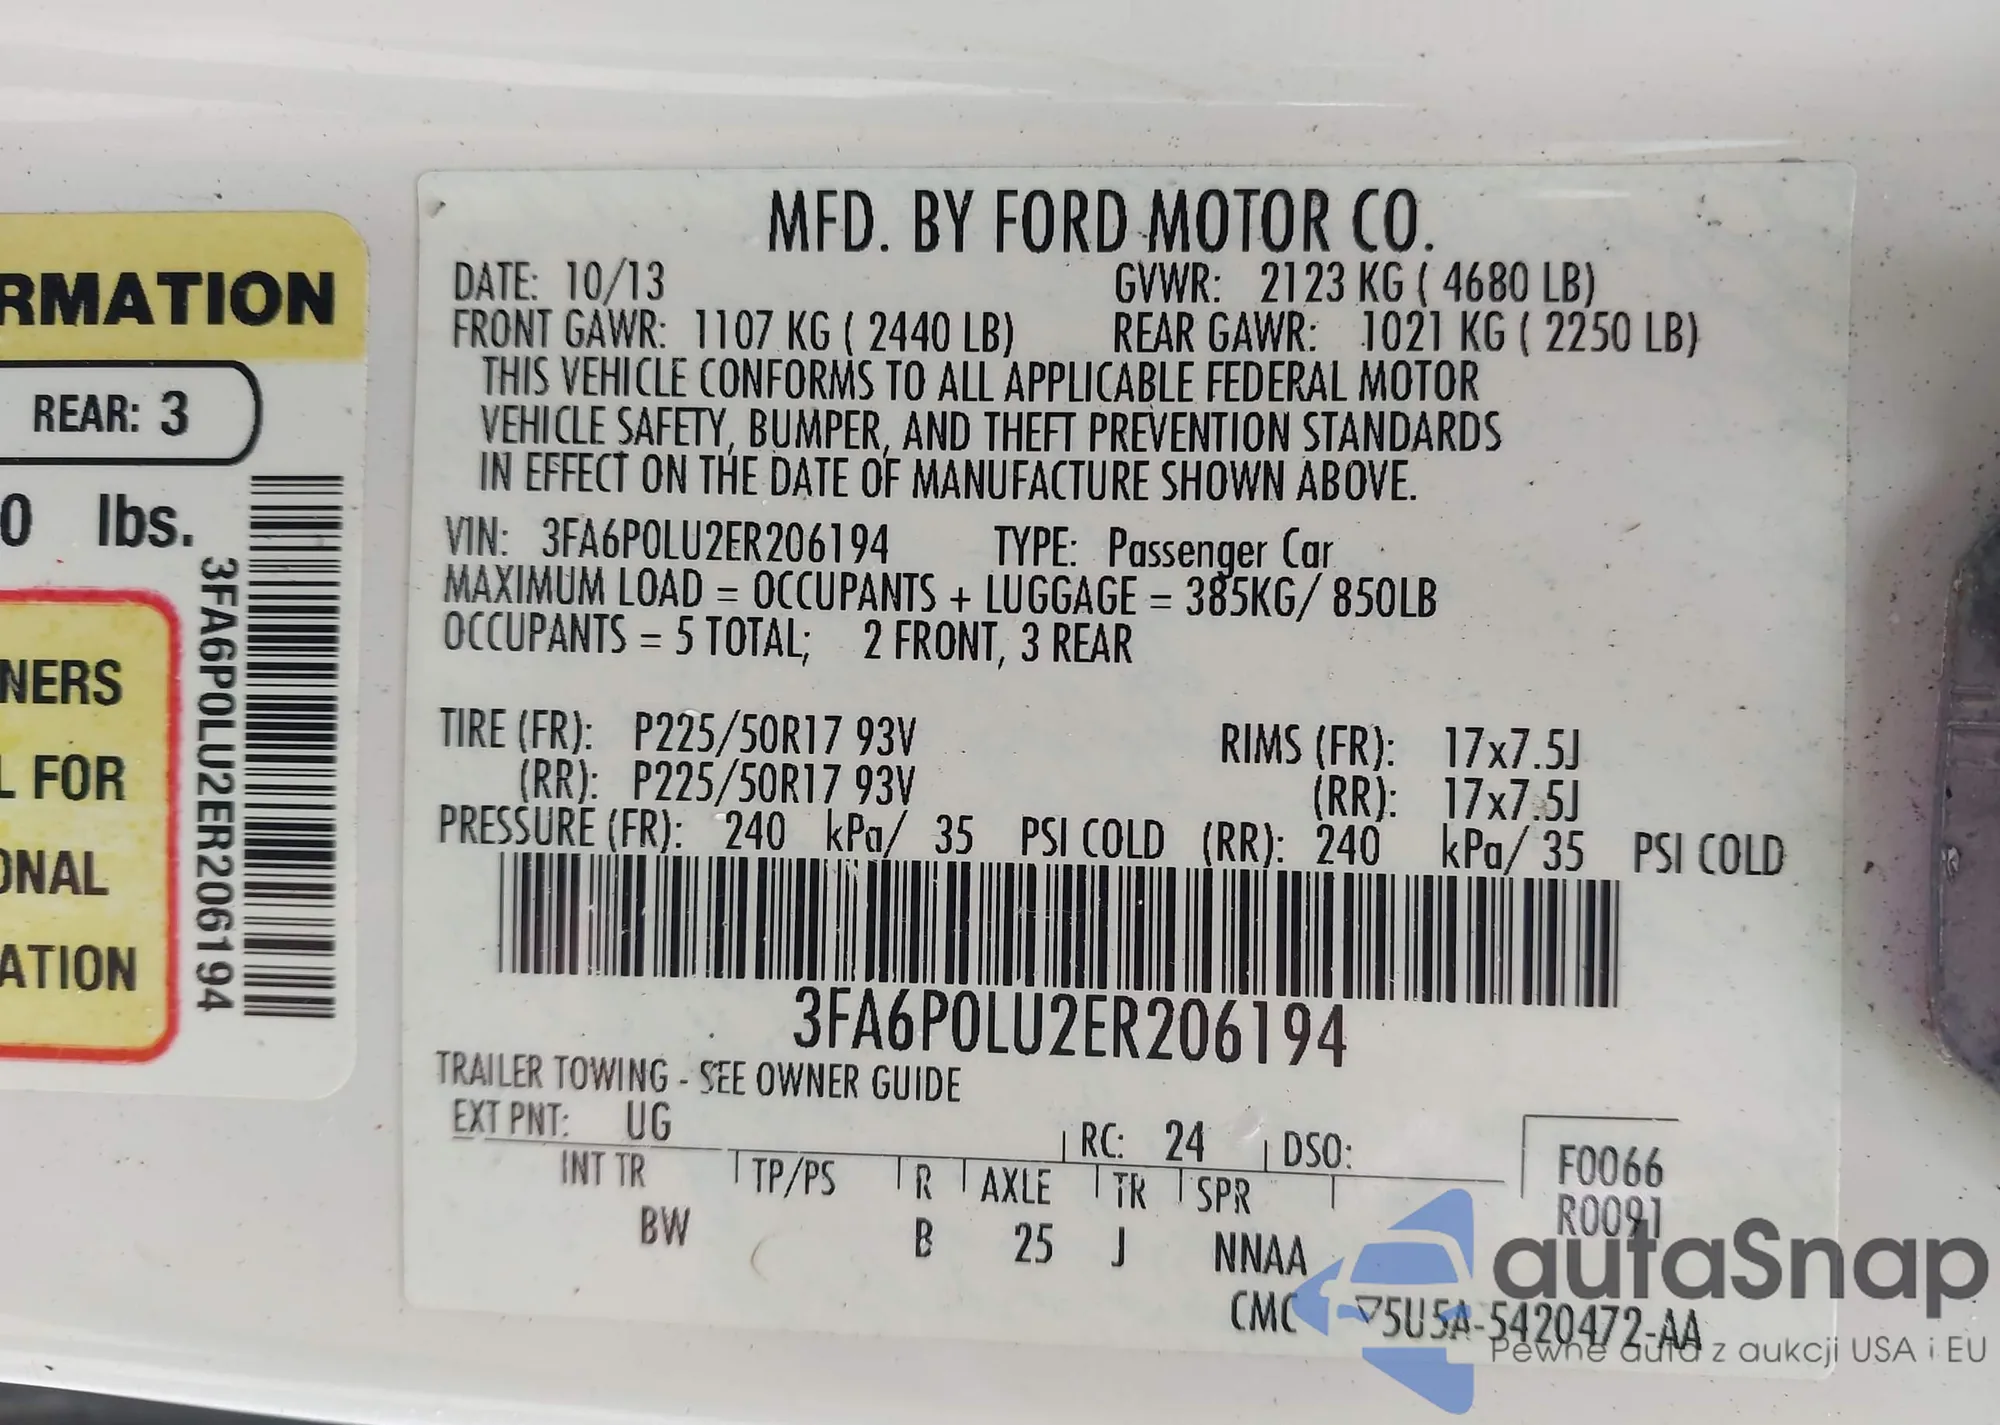 RMATION
REAR: 3
0 lbs.
NERS
L FOR
ONAL
ATION
3FA6P0LU2ER206194
MFD. BY FORD MOTOR CO.
DATE: 10/13 GVWR: 2123 KG ( 4680 LB)
FRONT GAWR: 1107 KG ( 2440 LB) REAR GAWR: 1021 KG ( 2250 LB)
THIS VEHICLE CONFORMS TO ALL APPLICABLE FEDERAL MOTOR
VEHICLE SAFETY, BUMPER, AND THEFT PREVENTION STANDARDS
IN EFFECT ON THE DATE OF MANUFACTURE SHOWN ABOVE.
VIN: 3FA6P0LU2ER206194 TYPE: Passenger Car
MAXIMUM LOAD = OCCUPANTS + LUGGAGE = 385KG/ 850LB
OCCUPANTS = 5 TOTAL; 2 FRONT, 3 REAR
TIRE (FR): P225/50R17 93V RIMS (FR): 17x7.5J
(RR): P225/50R17 93V (RR): 17x7.5J
PRESSURE (FR): 240 kPa/ 35 PSI COLD (RR): 240 kPa/ 35 PSI COLD
3FA6P0LU2ER206194
TRAILER TOWING - SEE OWNER GUIDE
EXT PNT: UG RC: 24 DSO: F0066
INT TR TP/PS R AXLE TR SPR R0091
BW B 25 J NNAA
CMC ▽5U5A-5420472-AA
autaSnap
Pewne auta z aukcji USA i EU